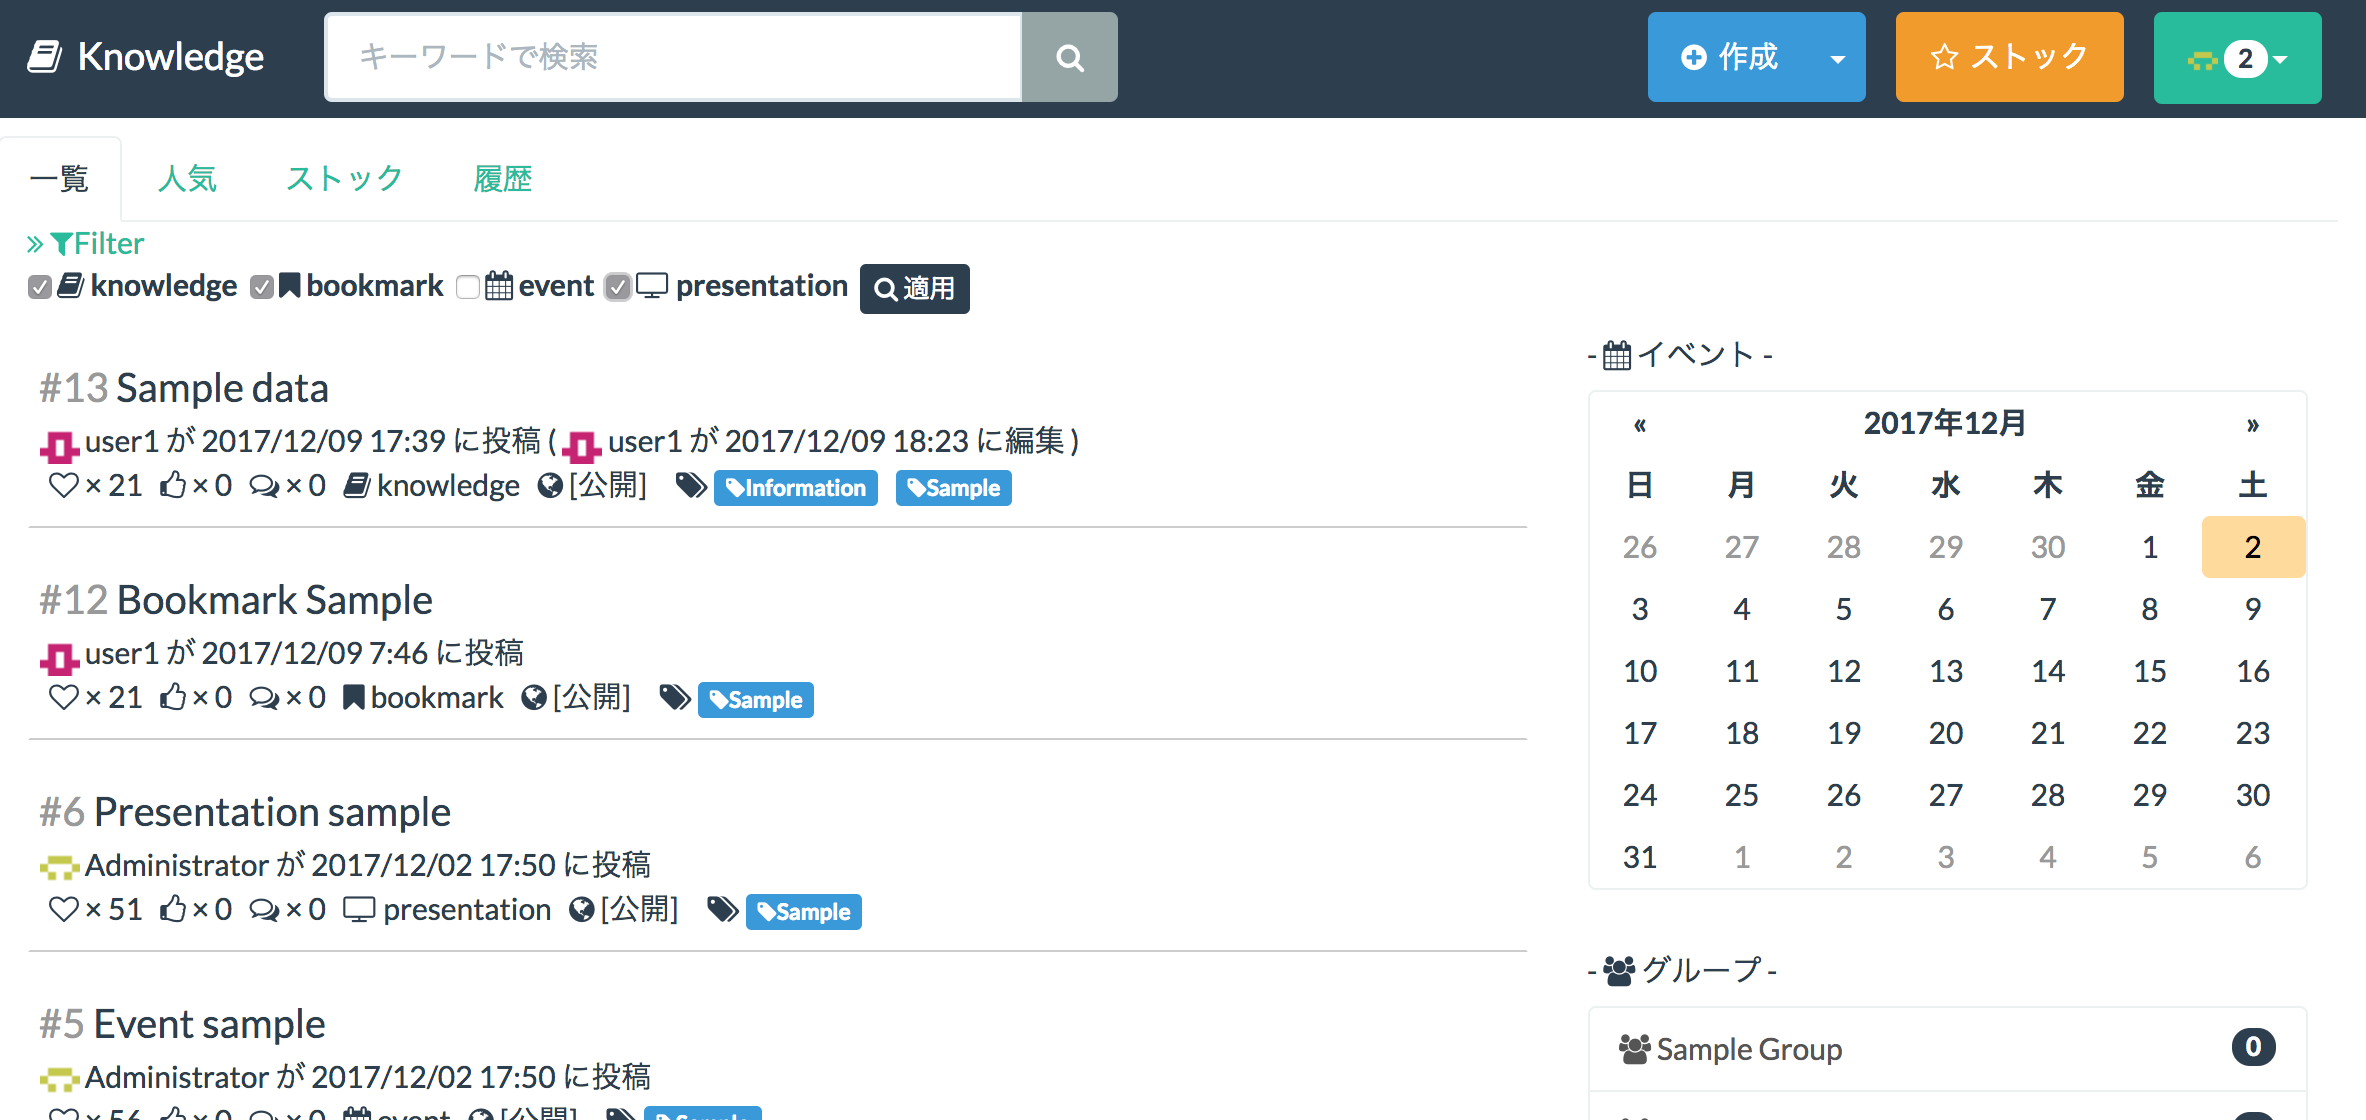 Knowledge キーワードで検索 作成 ストック 2
一覧 人気 ストック 履歴
» Filter
knowledge bookmark event presentation 適用
#13 Sample data
user1 が 2017/12/09 17:39 に投稿 ( user1 が 2017/12/09 18:23 に編集 )
× 21 × 0 × 0 knowledge [公開] Information Sample
#12 Bookmark Sample
user1 が 2017/12/09 7:46 に投稿
× 21 × 0 × 0 bookmark [公開] Sample
#6 Presentation sample
Administrator が 2017/12/02 17:50 に投稿
× 51 × 0 × 0 presentation [公開] Sample
#5 Event sample
Administrator が 2017/12/02 17:50 に投稿
× 56 × 0 × 0 event [公開] Sample
- イベント -
« 2017年12月 »
日 月 火 水 木 金 土
26 27 28 29 30 1 2
3 4 5 6 7 8 9
10 11 12 13 14 15 16
17 18 19 20 21 22 23
24 25 26 27 28 29 30
31 1 2 3 4 5 6
- グループ -
Sample Group 0